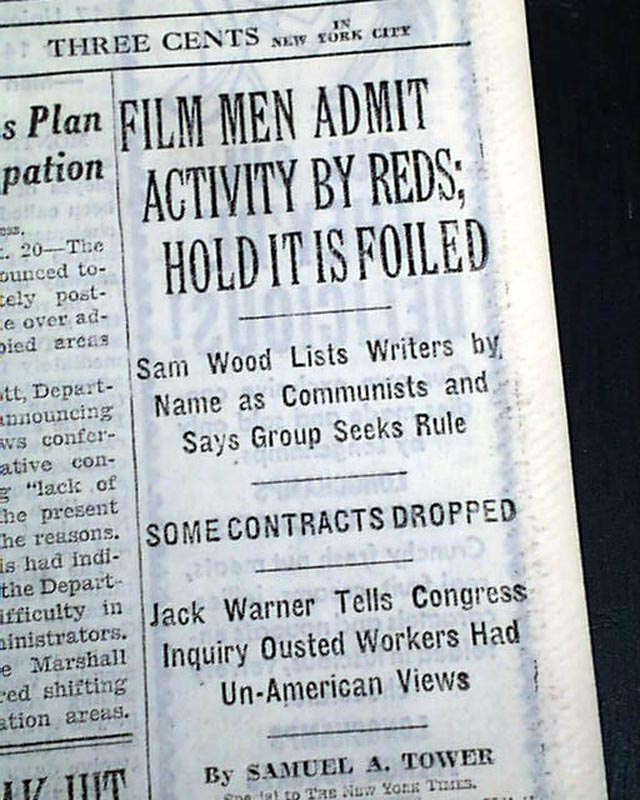 THREE CENTS IN NEW YORK CITY
s Plan
pation
ess.
. 20—The
ounced to-
tely post-
e over ad-
pied areas
tt, Depart-
announcing
ws confer-
ative con-
g "lack of
he present
he reasons.
is had indi-
the Depart-
ifficulty in
ministrators.
e Marshall
red shifting
ation areas.
FILM MEN ADMIT
ACTIVITY BY REDS;
HOLD IT IS FOILED
Sam Wood Lists Writers by
Name as Communists and
Says Group Seeks Rule
SOME CONTRACTS DROPPED
Jack Warner Tells Congress
Inquiry Ousted Workers Had
Un-American Views
By SAMUEL A. TOWER
Special to THE NEW YORK TIMES.